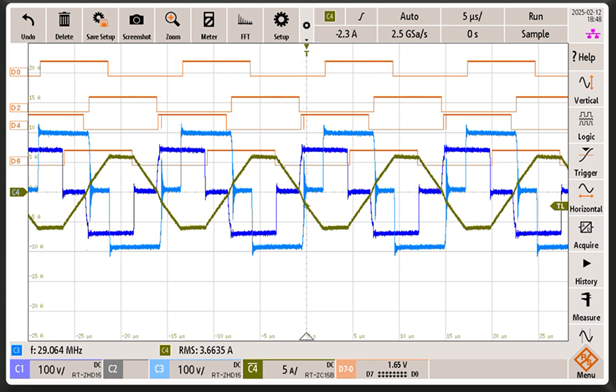 C4
Auto
5 µs/
Run
2025-02-12
18:48
-2.3 A
2.5 GSa/s
0 s
Sample
Undo
Delete
Save Setup
Screenshot
Zoom
Meter
FFT
Setup
? Help
Vertical
Logic
Trigger
Horizontal
Acquire
History
Measure
Menu
T
D0
D2
D4
D6
C4
TL
C3
f: 29.064 MHz
C4
RMS: 3.6635 A
C1
100 V/
DC
RT-ZHD15
C2
C3
100 V/
DC
RT-ZHD15
C4
5 A/
DC
RT-ZC15B
D7-0
1.65 V
D7
D0